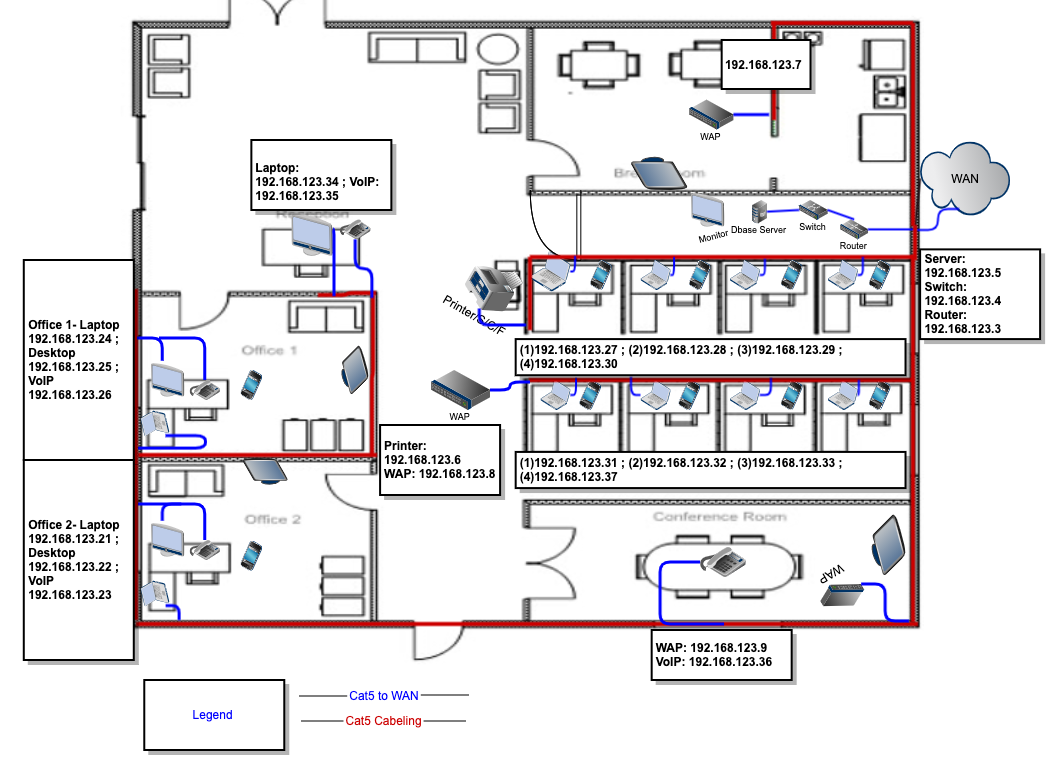 192.168.123.7
WAP
Break Room
WAN
Laptop:
192.168.123.34 ; VoIP:
192.168.123.35
Reception
Monitor
Dbase Server
Switch
Router
Server:
192.168.123.5
Switch:
192.168.123.4
Router:
192.168.123.3
Printer/S/C/F
Office 1- Laptop
192.168.123.24 ;
Desktop
192.168.123.25 ;
VoIP
192.168.123.26
Office 1
(1)192.168.123.27 ; (2)192.168.123.28 ; (3)192.168.123.29 ;
(4)192.168.123.30
WAP
Printer:
192.168.123.6
WAP: 192.168.123.8
(1)192.168.123.31 ; (2)192.168.123.32 ; (3)192.168.123.33 ;
(4)192.168.123.37
Office 2- Laptop
192.168.123.21 ;
Desktop
192.168.123.22 ;
VoIP
192.168.123.23
Office 2
Conference Room
WAP
WAP: 192.168.123.9
VoIP: 192.168.123.36
Legend
Cat5 to WAN
Cat5 Cabeling